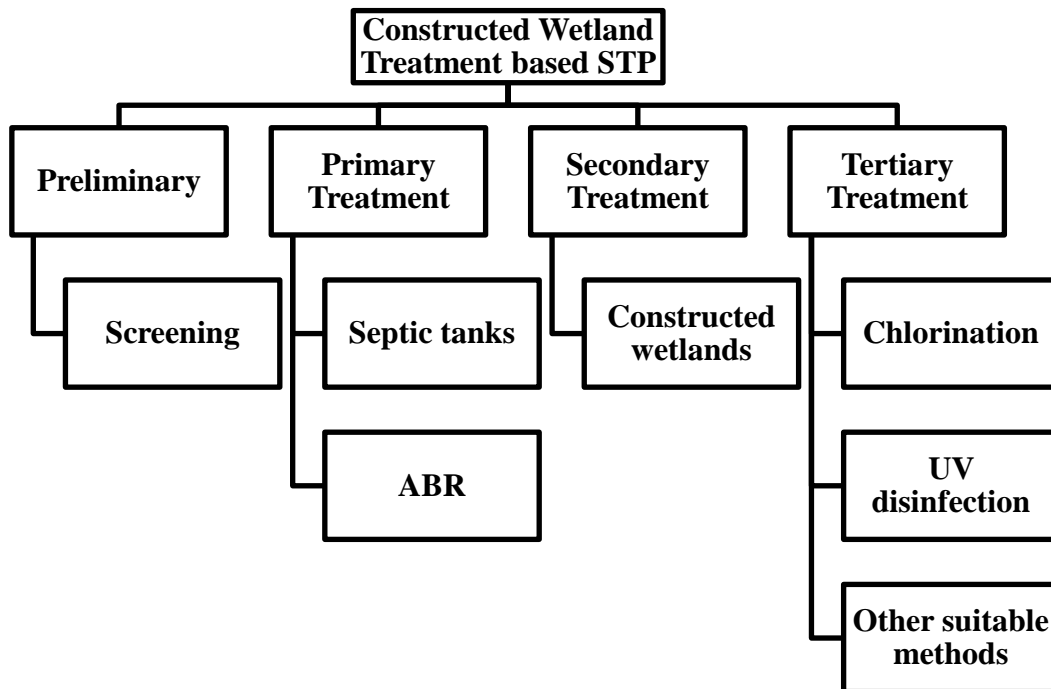 Constructed Wetland
Treatment based STP
Preliminary
Primary
Treatment
Secondary
Treatment
Tertiary
Treatment
Screening
Septic tanks
Constructed
wetlands
Chlorination
ABR
UV
disinfection
Other suitable
methods